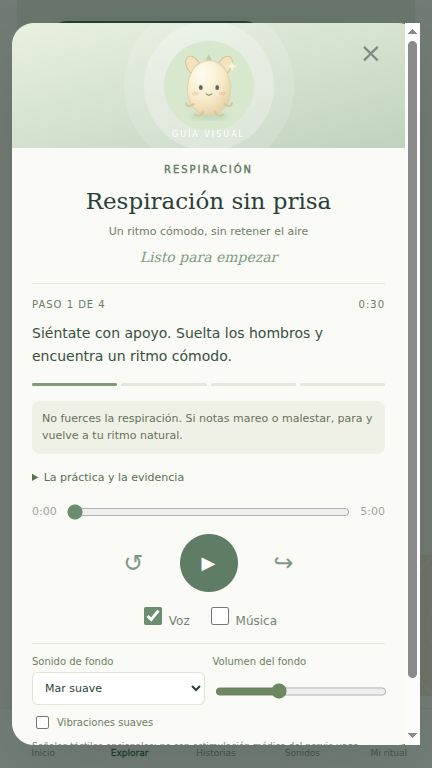 GUÍA VISUAL
RESPIRACIÓN
Respiración sin prisa
Un ritmo cómodo, sin retener el aire
Listo para empezar
PASO 1 DE 4
0:30
Siéntate con apoyo. Suelta los hombros y
encuentra un ritmo cómodo.
No fuerces la respiración. Si notas mareo o malestar, para y
vuelve a tu ritmo natural.
La práctica y la evidencia
0:00
5:00
Voz
Música
Sonido de fondo
Volumen del fondo
Mar suave
Vibraciones suaves
Inicio
Explorar
Historias
Sonidos
Mi ritual